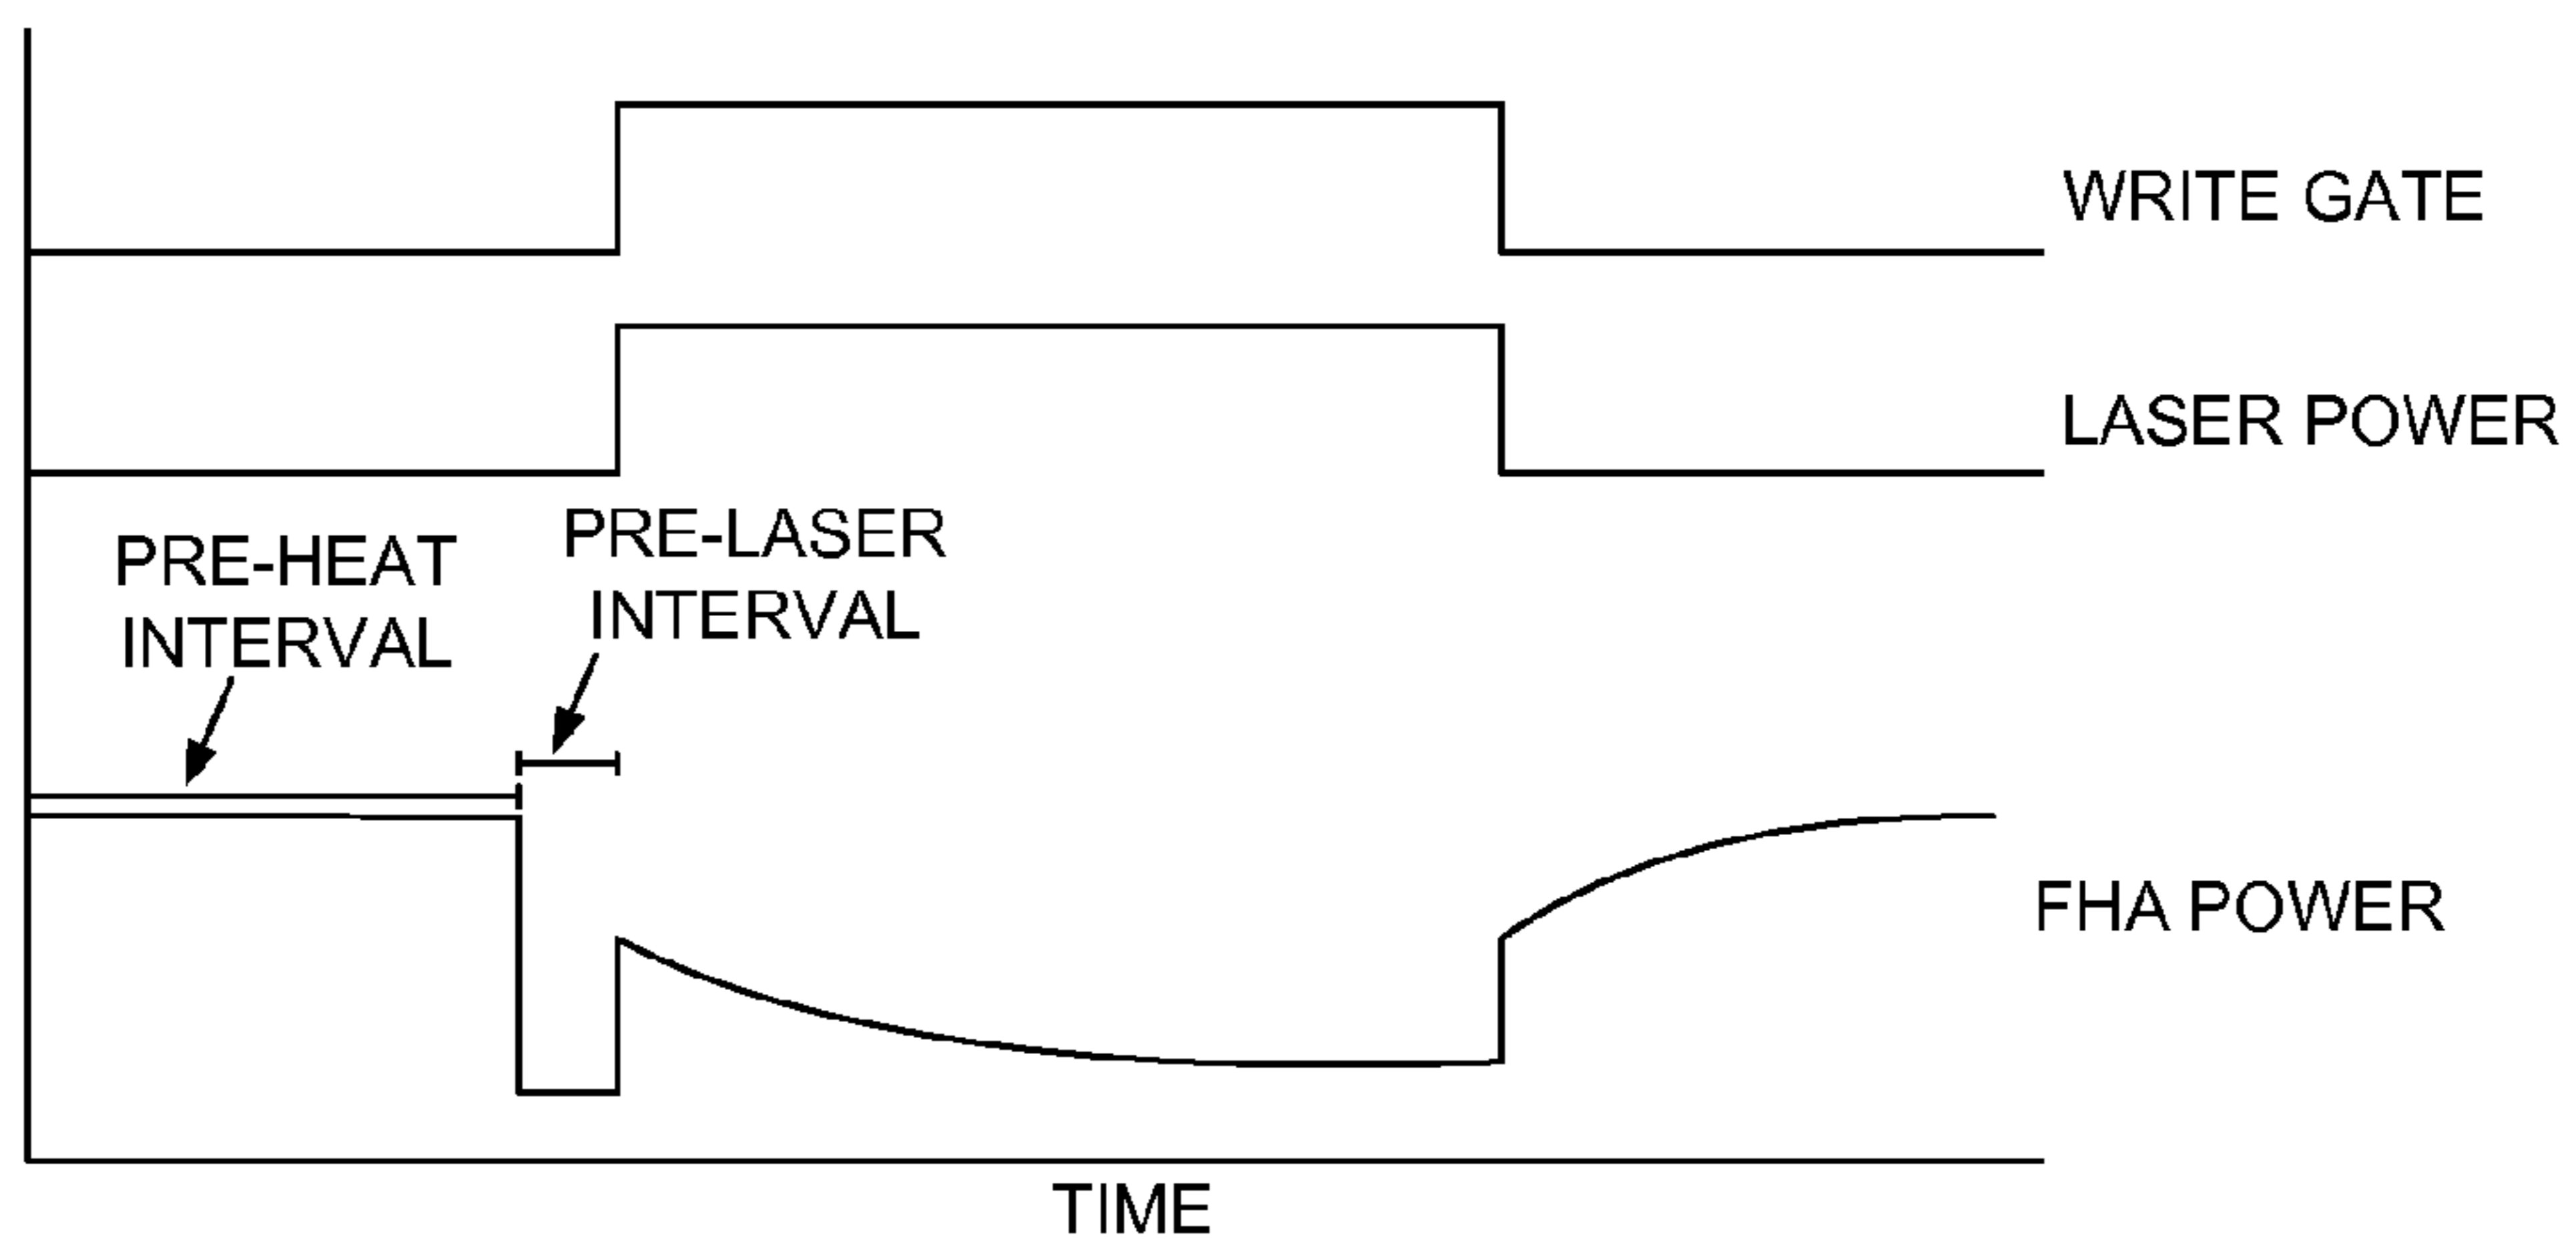 WRITE GATE
LASER POWER
PRE-HEAT
INTERVAL
PRE-LASER
INTERVAL
FHA POWER
TIME